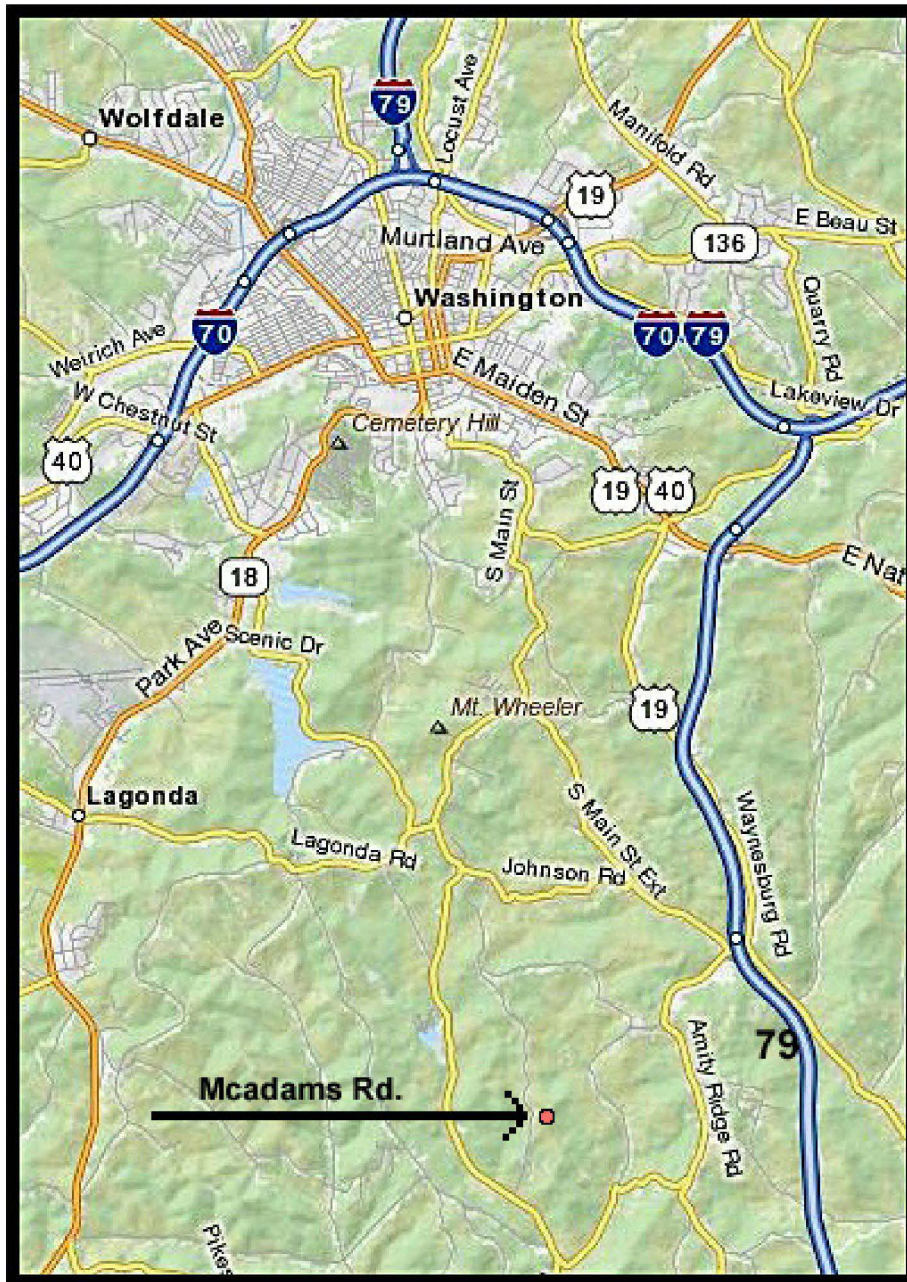 79
Locust Ave
Wolfdale
Manifold Rd
19
E Beau St
136
Murtland Ave
Washington
Quarry Rd
70
70
79
Weirich Ave
E Maiden St
Lakeview Dr
W Chestnut St
Cemetery Hill
40
19
40
S Main St
E Nat
18
Park Ave
Scenic Dr
Mt. Wheeler
19
Lagonda
S Main St Ext
Waynesburg Rd
Lagonda Rd
Johnson Rd
79
Amity Ridge Rd
Mcadams Rd.
Pikes